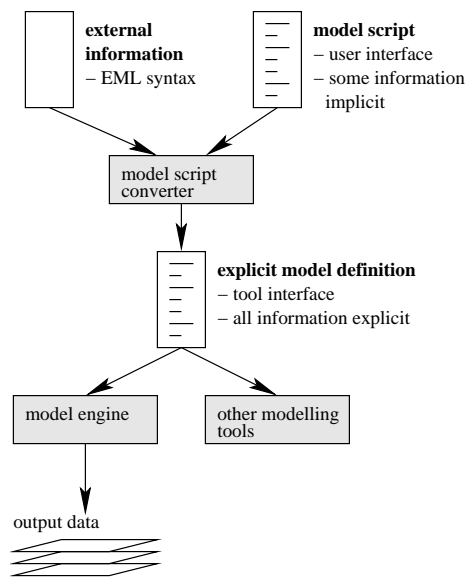 external
information
– EML syntax
model script
– user interface
– some information
implicit
model script
converter
explicit model definition
– tool interface
– all information explicit
model engine
other modelling
tools
output data